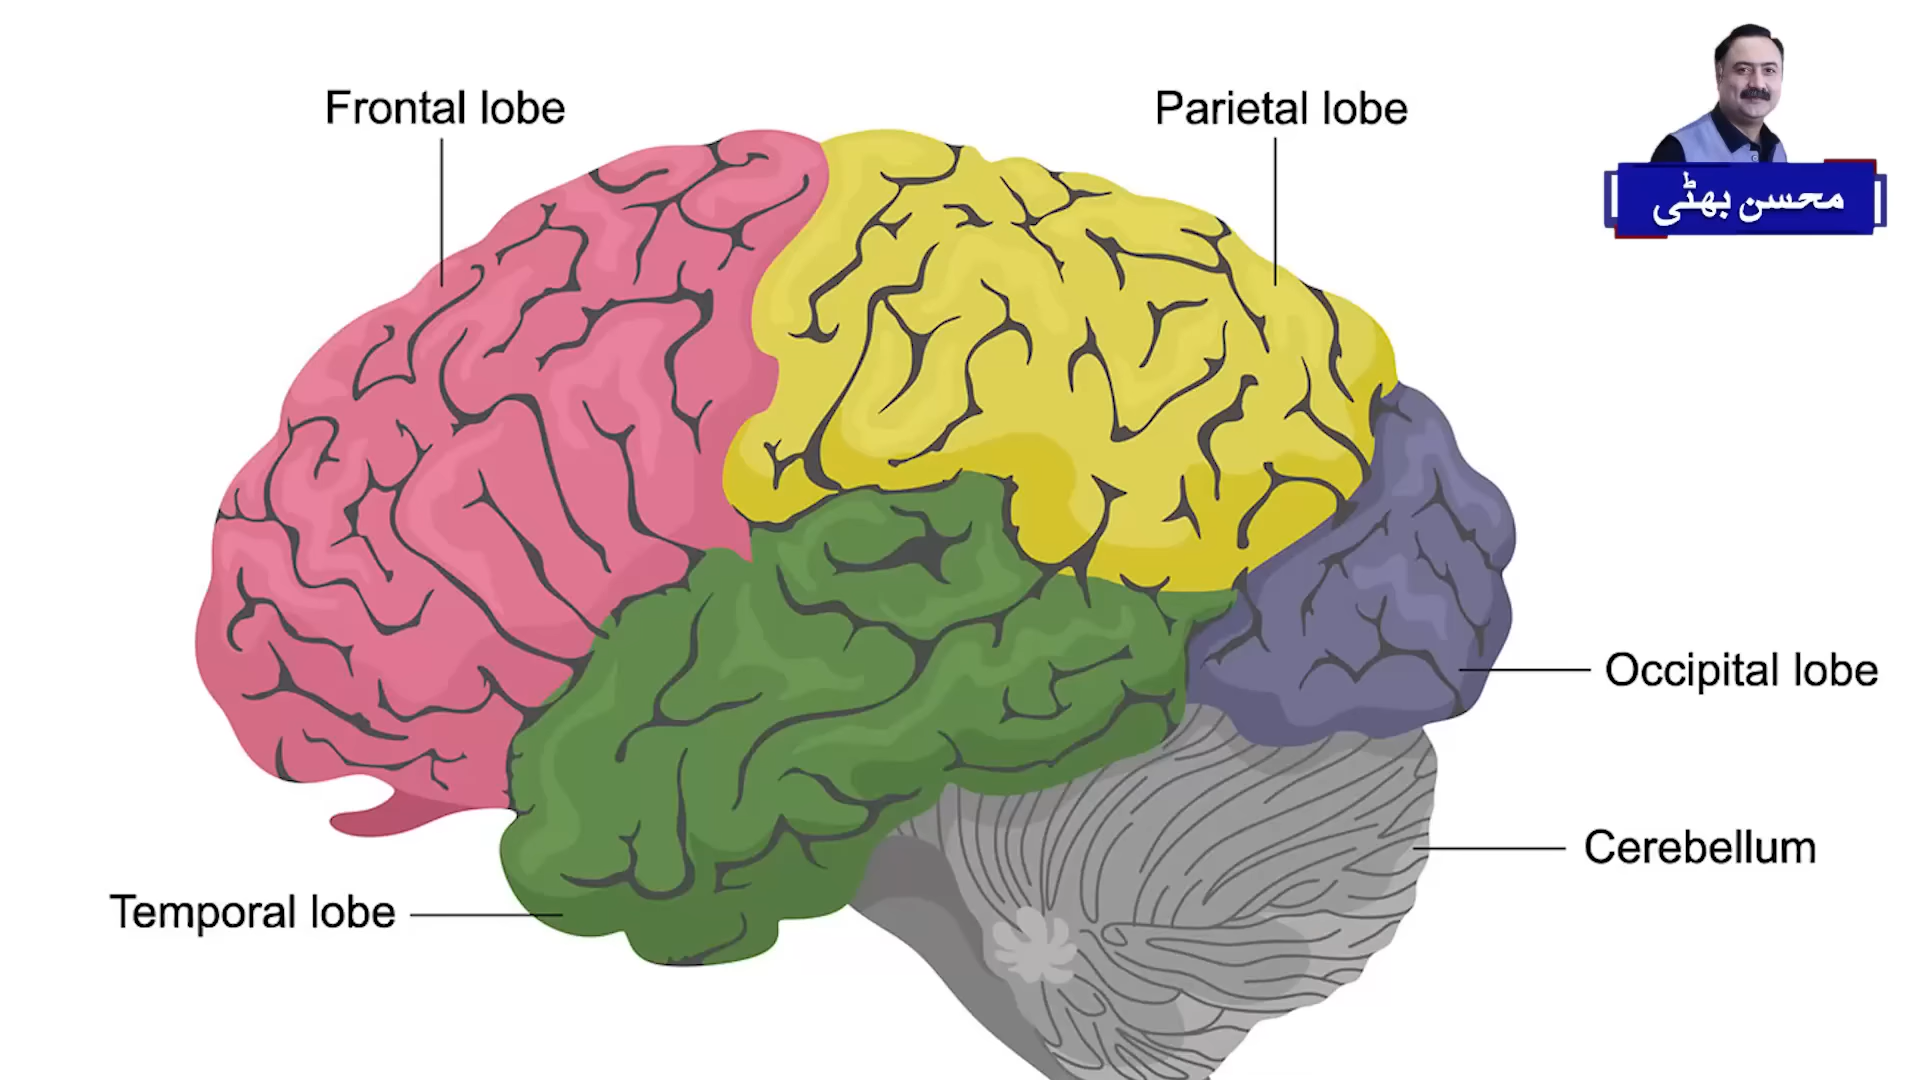 Frontal lobe
Parietal lobe
محسن بھٹی
Occipital lobe
Cerebellum
Temporal lobe